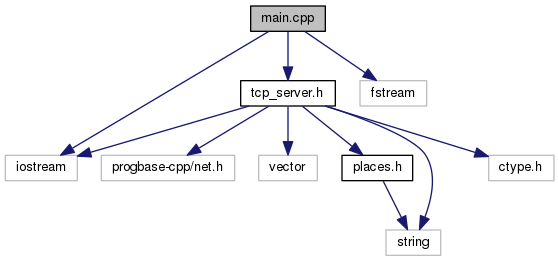 main.cpp
tcp_server.h
fstream
iostream
progbase-cpp/net.h
vector
places.h
ctype.h
string